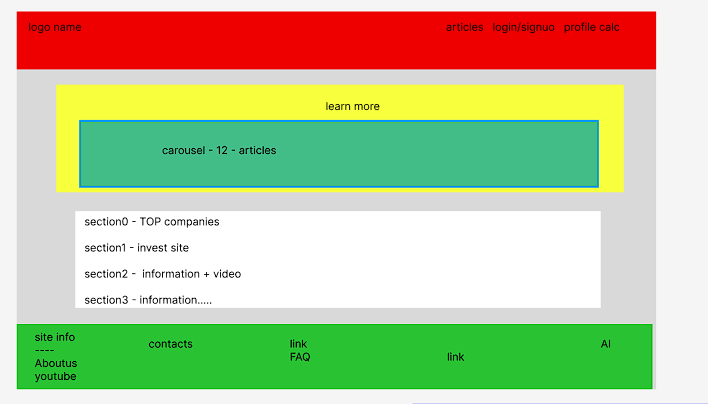 logo name
articles login/signuo profile calc
learn more
carousel - 12 - articles
section0 - TOP companies
section1 - invest site
section2 - information + video
section3 - information.....
site info
----
Aboutus
youtube
contacts
link
FAQ
link
AI